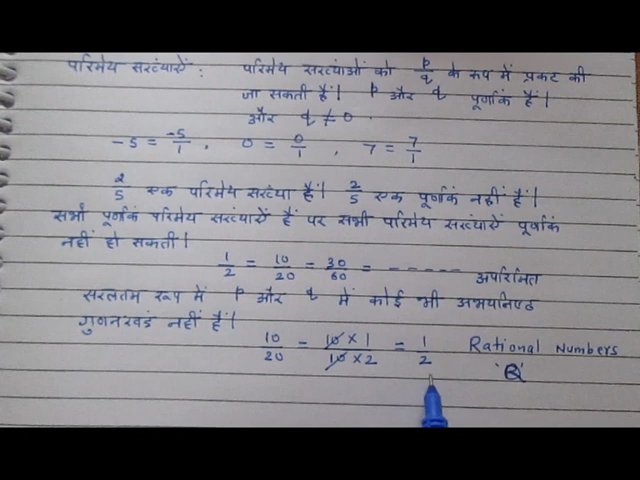 परिमेय संख्याएँ : परिमेय संख्याओं को p/q के रूप में प्रकट की
जा सकती हैं। p और q पूर्णांक हैं।
और q ≠ 0.
-5 = -5/1 , 0 = 0/1 , 7 = 7/1
2/5 एक परिमेय संख्या है। 2/5 एक पूर्णांक नहीं है।
सभी पूर्णांक परिमेय संख्याएँ हैं पर सभी परिमेय संख्याएं पूर्णांक
नहीं हो सकती।
1/2 = 10/20 = 30/60 = ------ अपरिमित
सरलतम रूप में p और q में कोई भी उभयनिष्ठ
गुणनखंड नहीं है।
10/20 = 10×1/10×2 = 1/2 Rational Numbers
'Q'